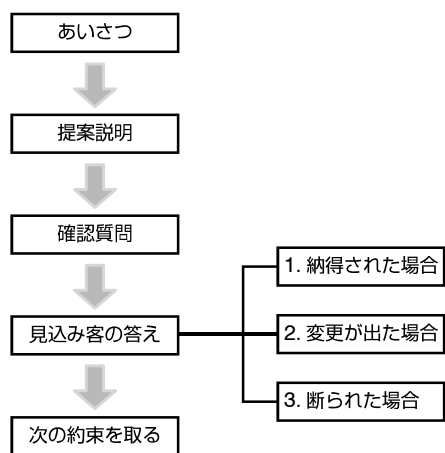 あいさつ
提案説明
確認質問
見込み客の答え
1. 納得された場合
2. 変更が出た場合
3. 断られた場合
次の約束を取る